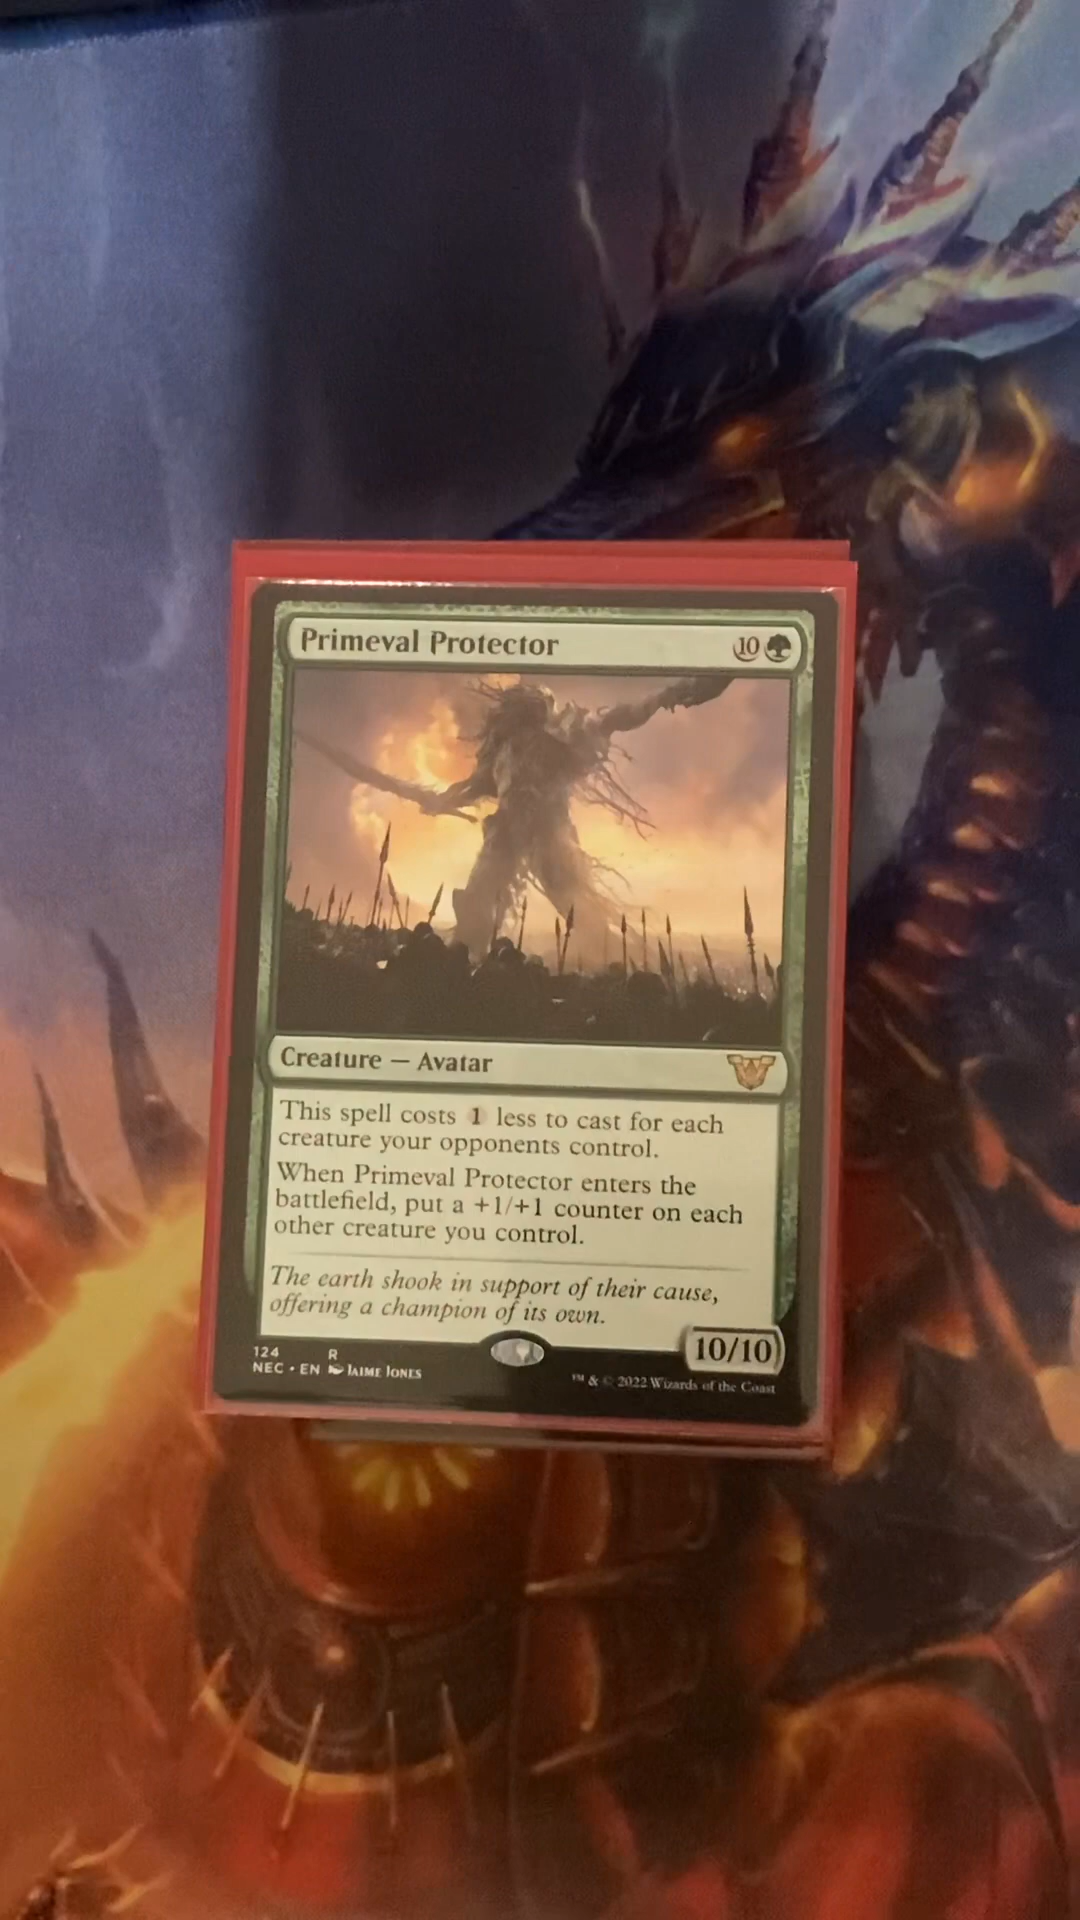 Primeval Protector 10
Creature — Avatar
This spell costs 1 less to cast for each
creature your opponents control.
When Primeval Protector enters the
battlefield, put a +1/+1 counter on each
other creature you control.
The earth shook in support of their cause,
offering a champion of its own.
10/10
124 R
NEC • EN Jaime Jones
™ & © 2022 Wizards of the Coast